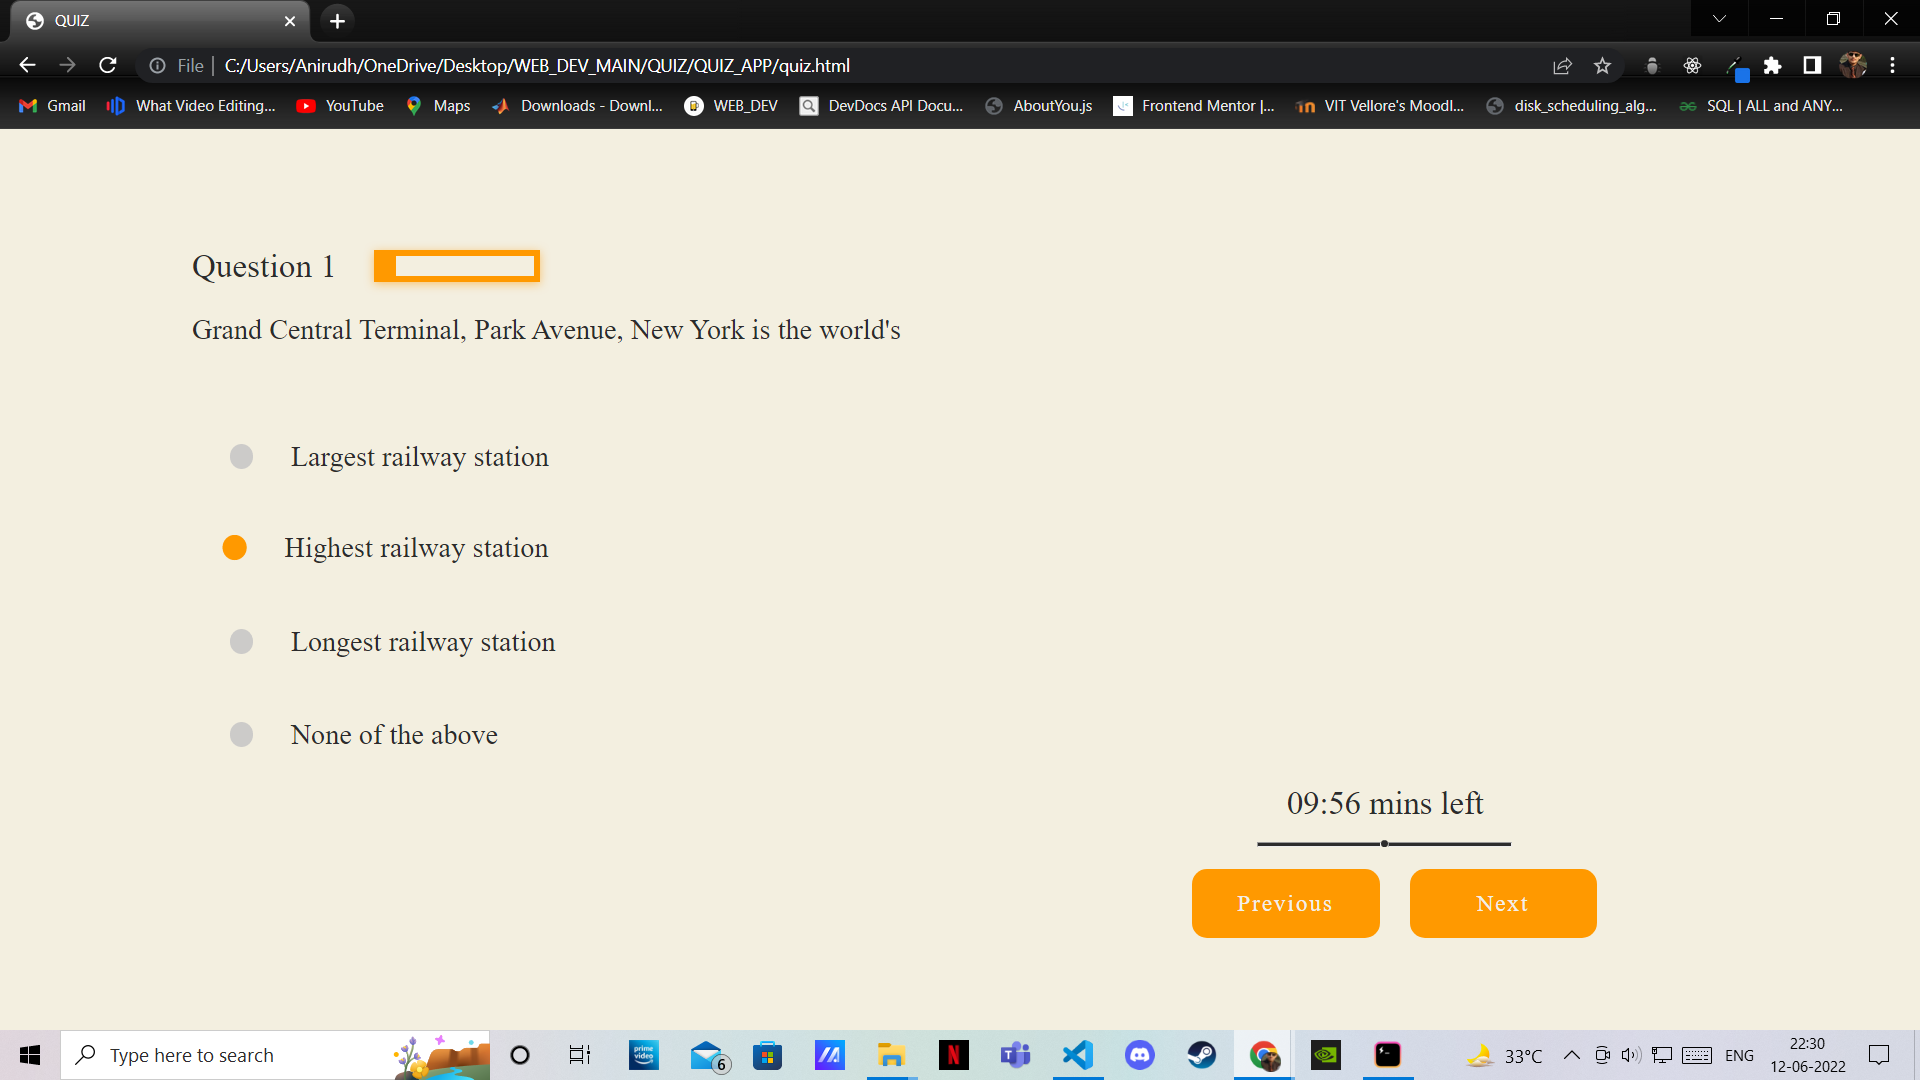 QUIZ
File
C:/Users/Anirudh/OneDrive/Desktop/WEB_DEV_MAIN/QUIZ/QUIZ_APP/quiz.html
Gmail
What Video Editing...
YouTube
Maps
Downloads - Downl...
WEB_DEV
DevDocs API Docu...
AboutYou.js
Frontend Mentor |...
VIT Vellore's Moodl...
disk_scheduling_alg...
SQL | ALL and ANY...
Question 1
Grand Central Terminal, Park Avenue, New York is the world's
Largest railway station
Highest railway station
Longest railway station
None of the above
09:56 mins left
Previous
Next
Type here to search
prime video
6
N
T
33°C
ENG
22:30
12-06-2022